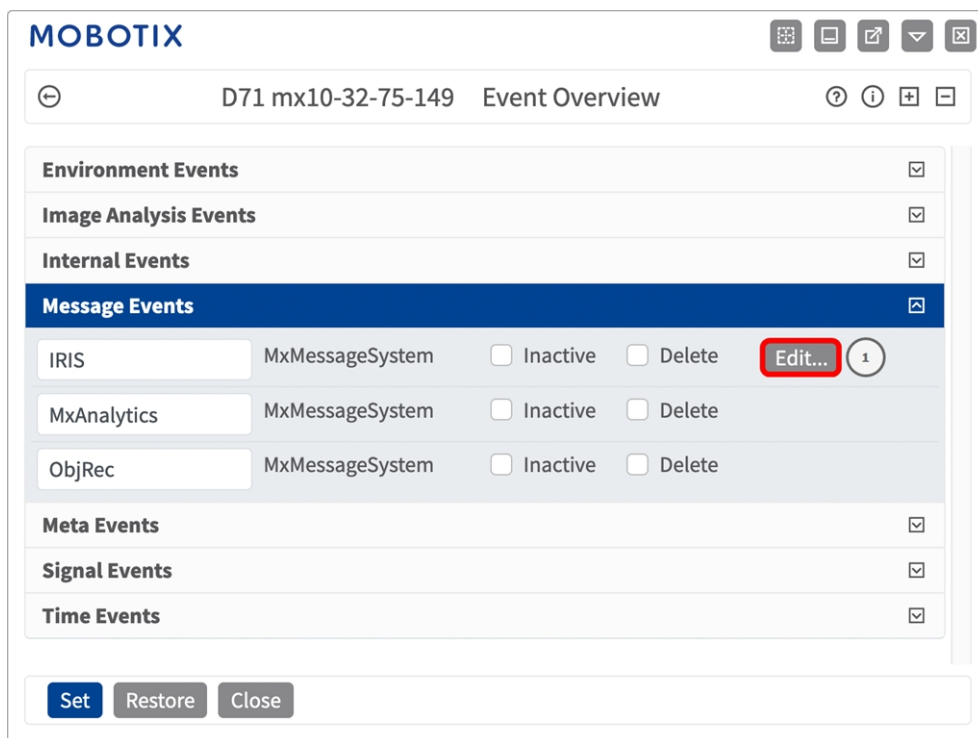 MOBOTIX
D71 mx10-32-75-149 Event Overview
Environment Events
Image Analysis Events
Internal Events
Message Events
IRIS MxMessageSystem Inactive Delete Edit... 1
MxAnalytics MxMessageSystem Inactive Delete
ObjRec MxMessageSystem Inactive Delete
Meta Events
Signal Events
Time Events
Set Restore Close